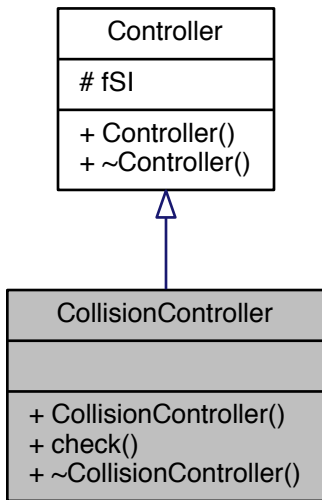 Controller
# fSI
+ Controller()
+ ~Controller()
CollisionController
+ CollisionController()
+ check()
+ ~CollisionController()